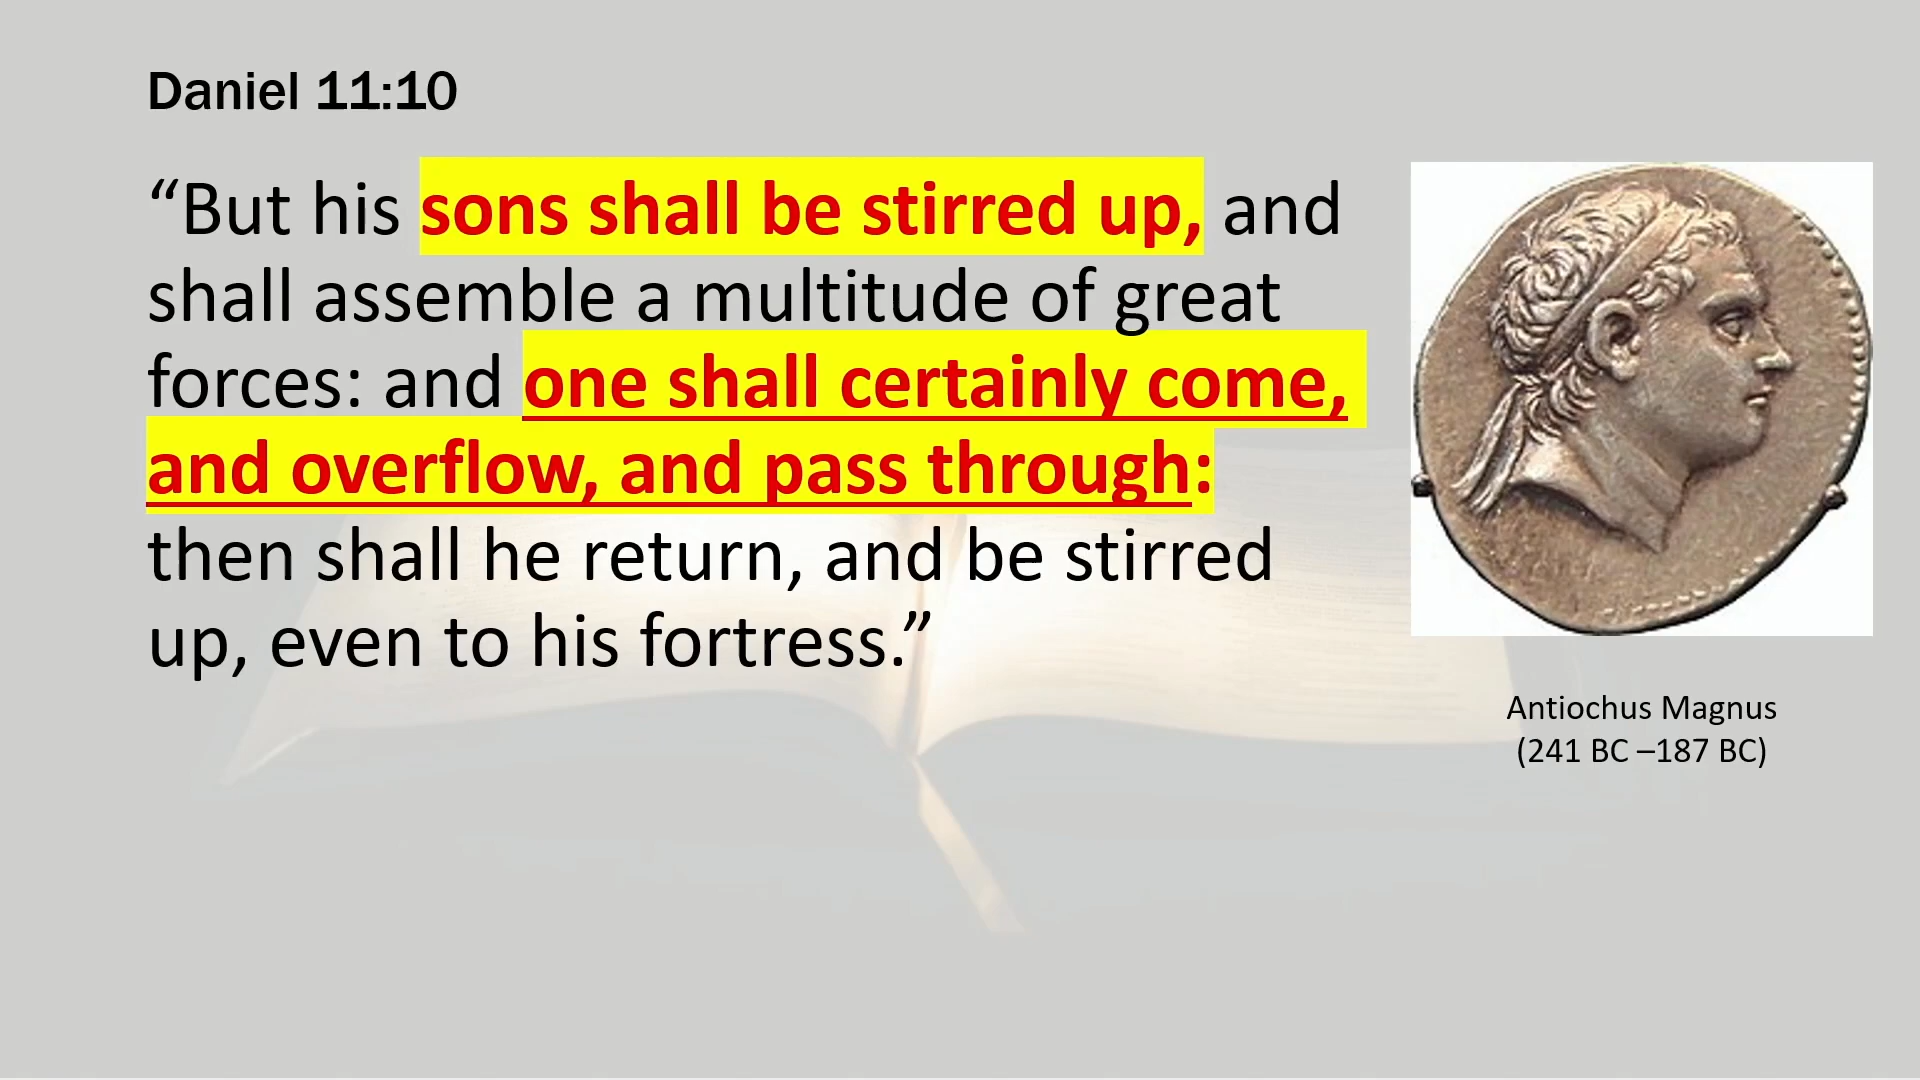 Daniel 11:10
“But his sons shall be stirred up, and
shall assemble a multitude of great
forces: and one shall certainly come,
and overflow, and pass through:
then shall he return, and be stirred
up, even to his fortress.”
Antiochus Magnus
(241 BC –187 BC)